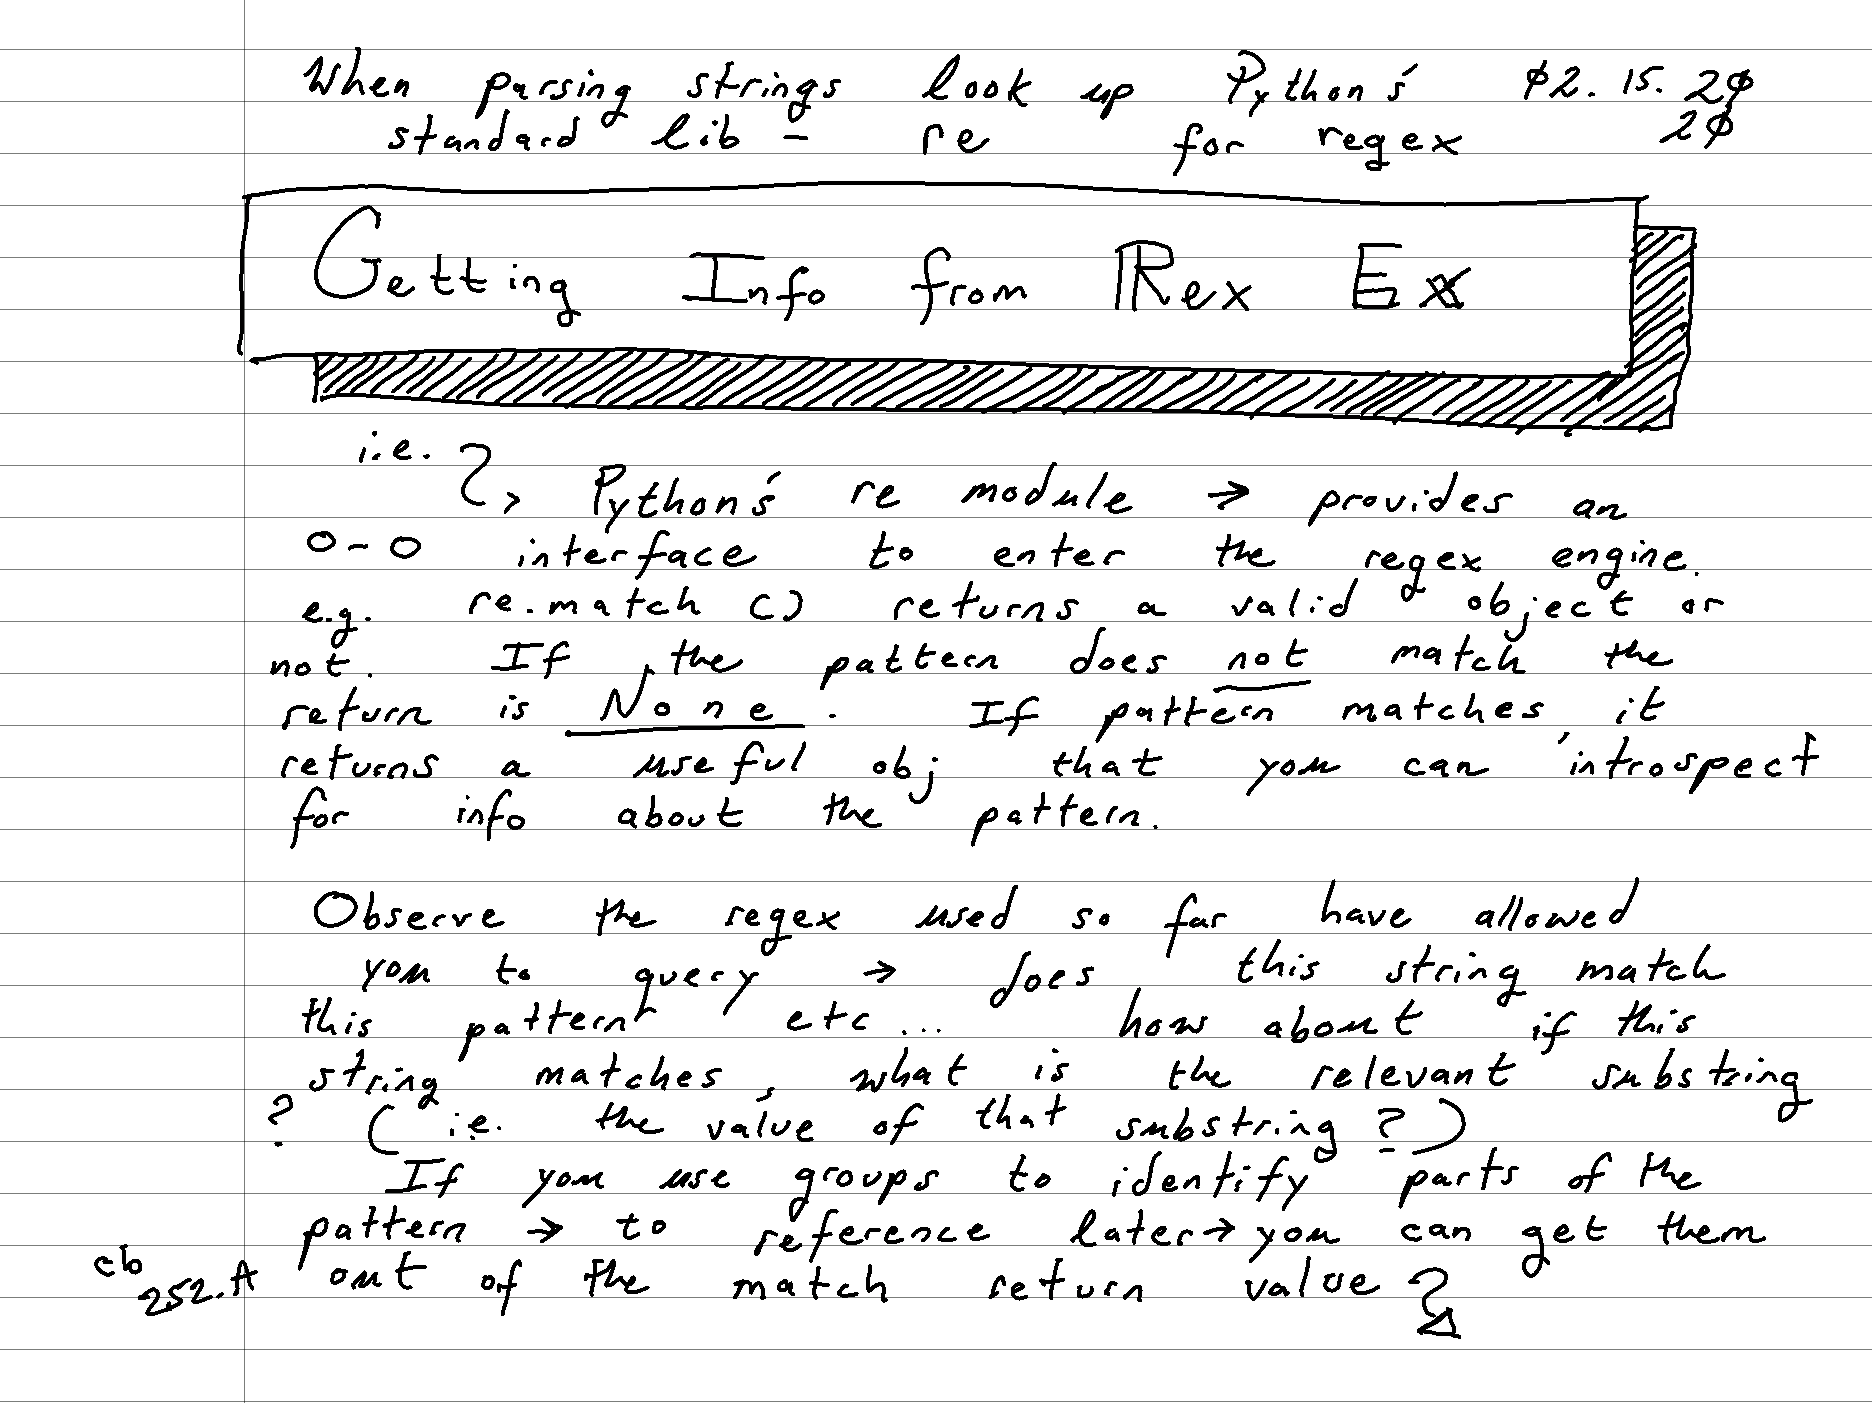 When parsing strings look up Python's 02.15.20
standard lib - re for regex 20
Getting Info from Rex Ex
i.e.
Python's re module → provides an
o-o interface to enter the regex engine.
e.g. re.match () returns a valid object or
not. If the pattern does not match the
return is None. If pattern matches, it
returns a useful obj that you can introspect
for info about the pattern.
Observe the regex used so far have allowed
you to query → does this string match
this pattern etc... how about if this
string matches, what is the relevant substring
? (i.e. the value of that substring?)
If you use groups to identify parts of the
pattern → to reference later → you can get them
cb
252.A out of the match return value